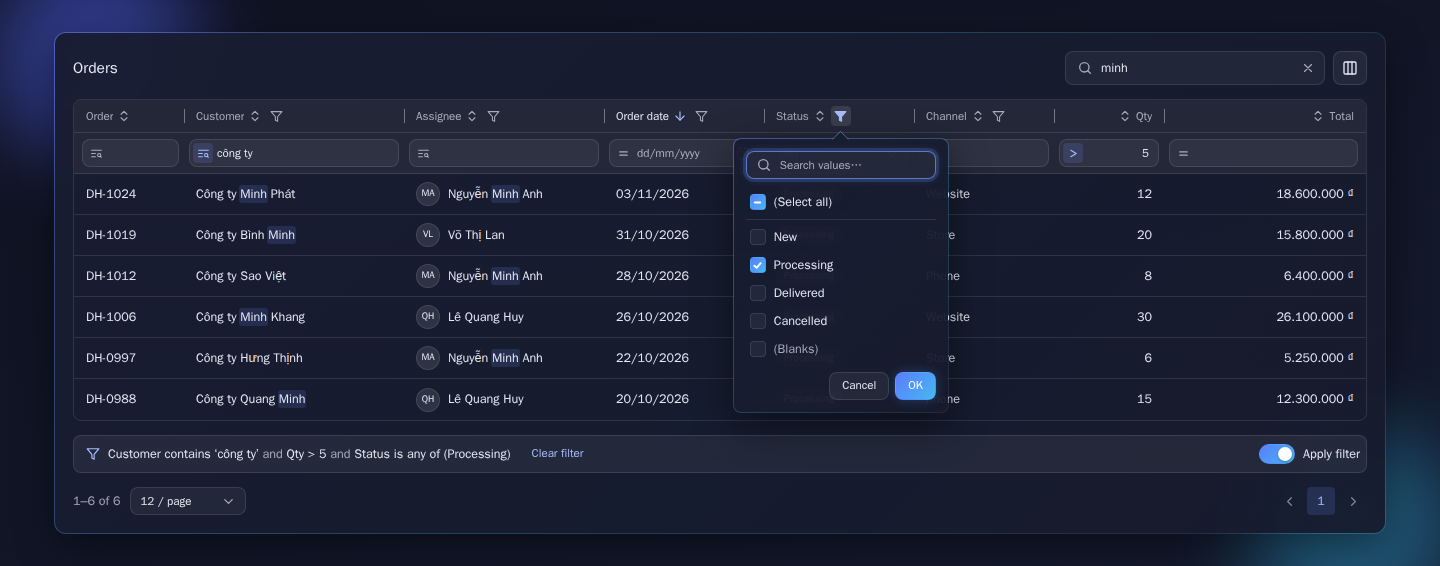 Orders
minh
Order Customer Assignee Order date Status Channel Qty Total
công ty = dd/mm/yyyy > 5 =
Search values···
(Select all)
New
Processing
Delivered
Cancelled
(Blanks)
Cancel OK
DH-1024 Công ty Minh Phát MA Nguyễn Minh Anh 03/11/2026 12 18.600.000 ₫
DH-1019 Công ty Bình Minh VL Võ Thị Lan 31/10/2026 20 15.800.000 ₫
DH-1012 Công ty Sao Việt MA Nguyễn Minh Anh 28/10/2026 8 6.400.000 ₫
DH-1006 Công ty Minh Khang QH Lê Quang Huy 26/10/2026 30 26.100.000 ₫
DH-0997 Công ty Hưng Thịnh MA Nguyễn Minh Anh 22/10/2026 6 5.250.000 ₫
DH-0988 Công ty Quang Minh QH Lê Quang Huy 20/10/2026 15 12.300.000 ₫
Customer contains 'công ty' and Qty > 5 and Status is any of (Processing) Clear filter Apply filter
1–6 of 6 12 / page 1